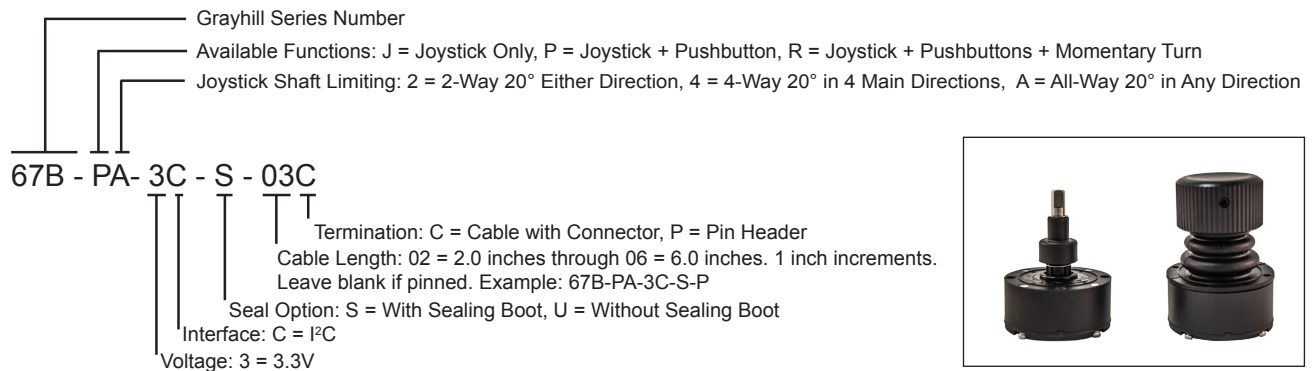 Grayhill Series Number
Available Functions: J = Joystick Only, P = Joystick + Pushbutton, R = Joystick + Pushbuttons + Momentary Turn
Joystick Shaft Limiting: 2 = 2-Way 20° Either Direction, 4 = 4-Way 20° in 4 Main Directions, A = All-Way 20° in Any Direction
67B - PA- 3C - S - 03C
Termination: C = Cable with Connector, P = Pin Header
Cable Length: 02 = 2.0 inches through 06 = 6.0 inches. 1 inch increments.
Leave blank if pinned. Example: 67B-PA-3C-S-P
Seal Option: S = With Sealing Boot, U = Without Sealing Boot
Interface: C = I²C
Voltage: 3 = 3.3V